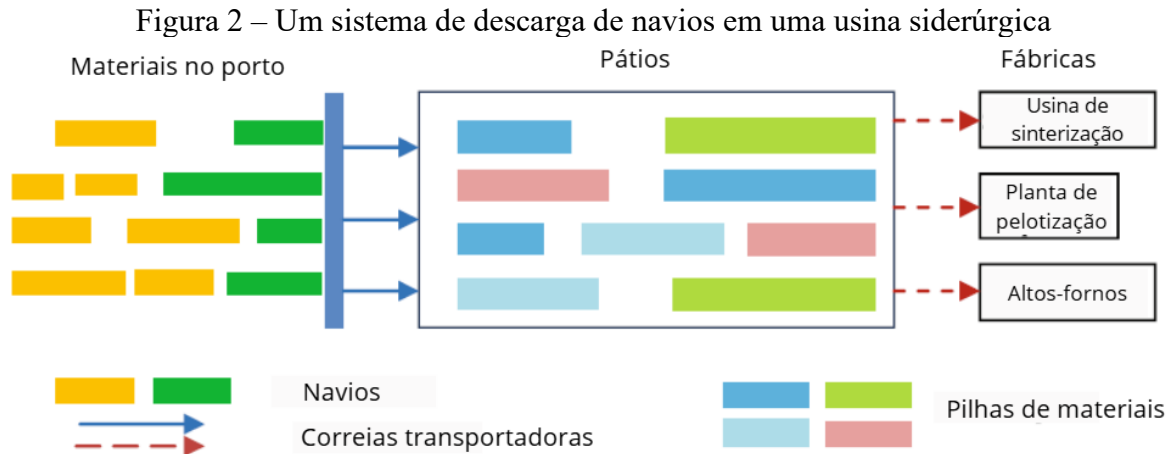 Figura 2 – Um sistema de descarga de navios em uma usina siderúrgica
Materiais no porto
Pátios
Fábricas
Usina de
sinterização
Planta de
pelotização
Altos-fornos
Navios
Correias transportadoras
Pilhas de materiais